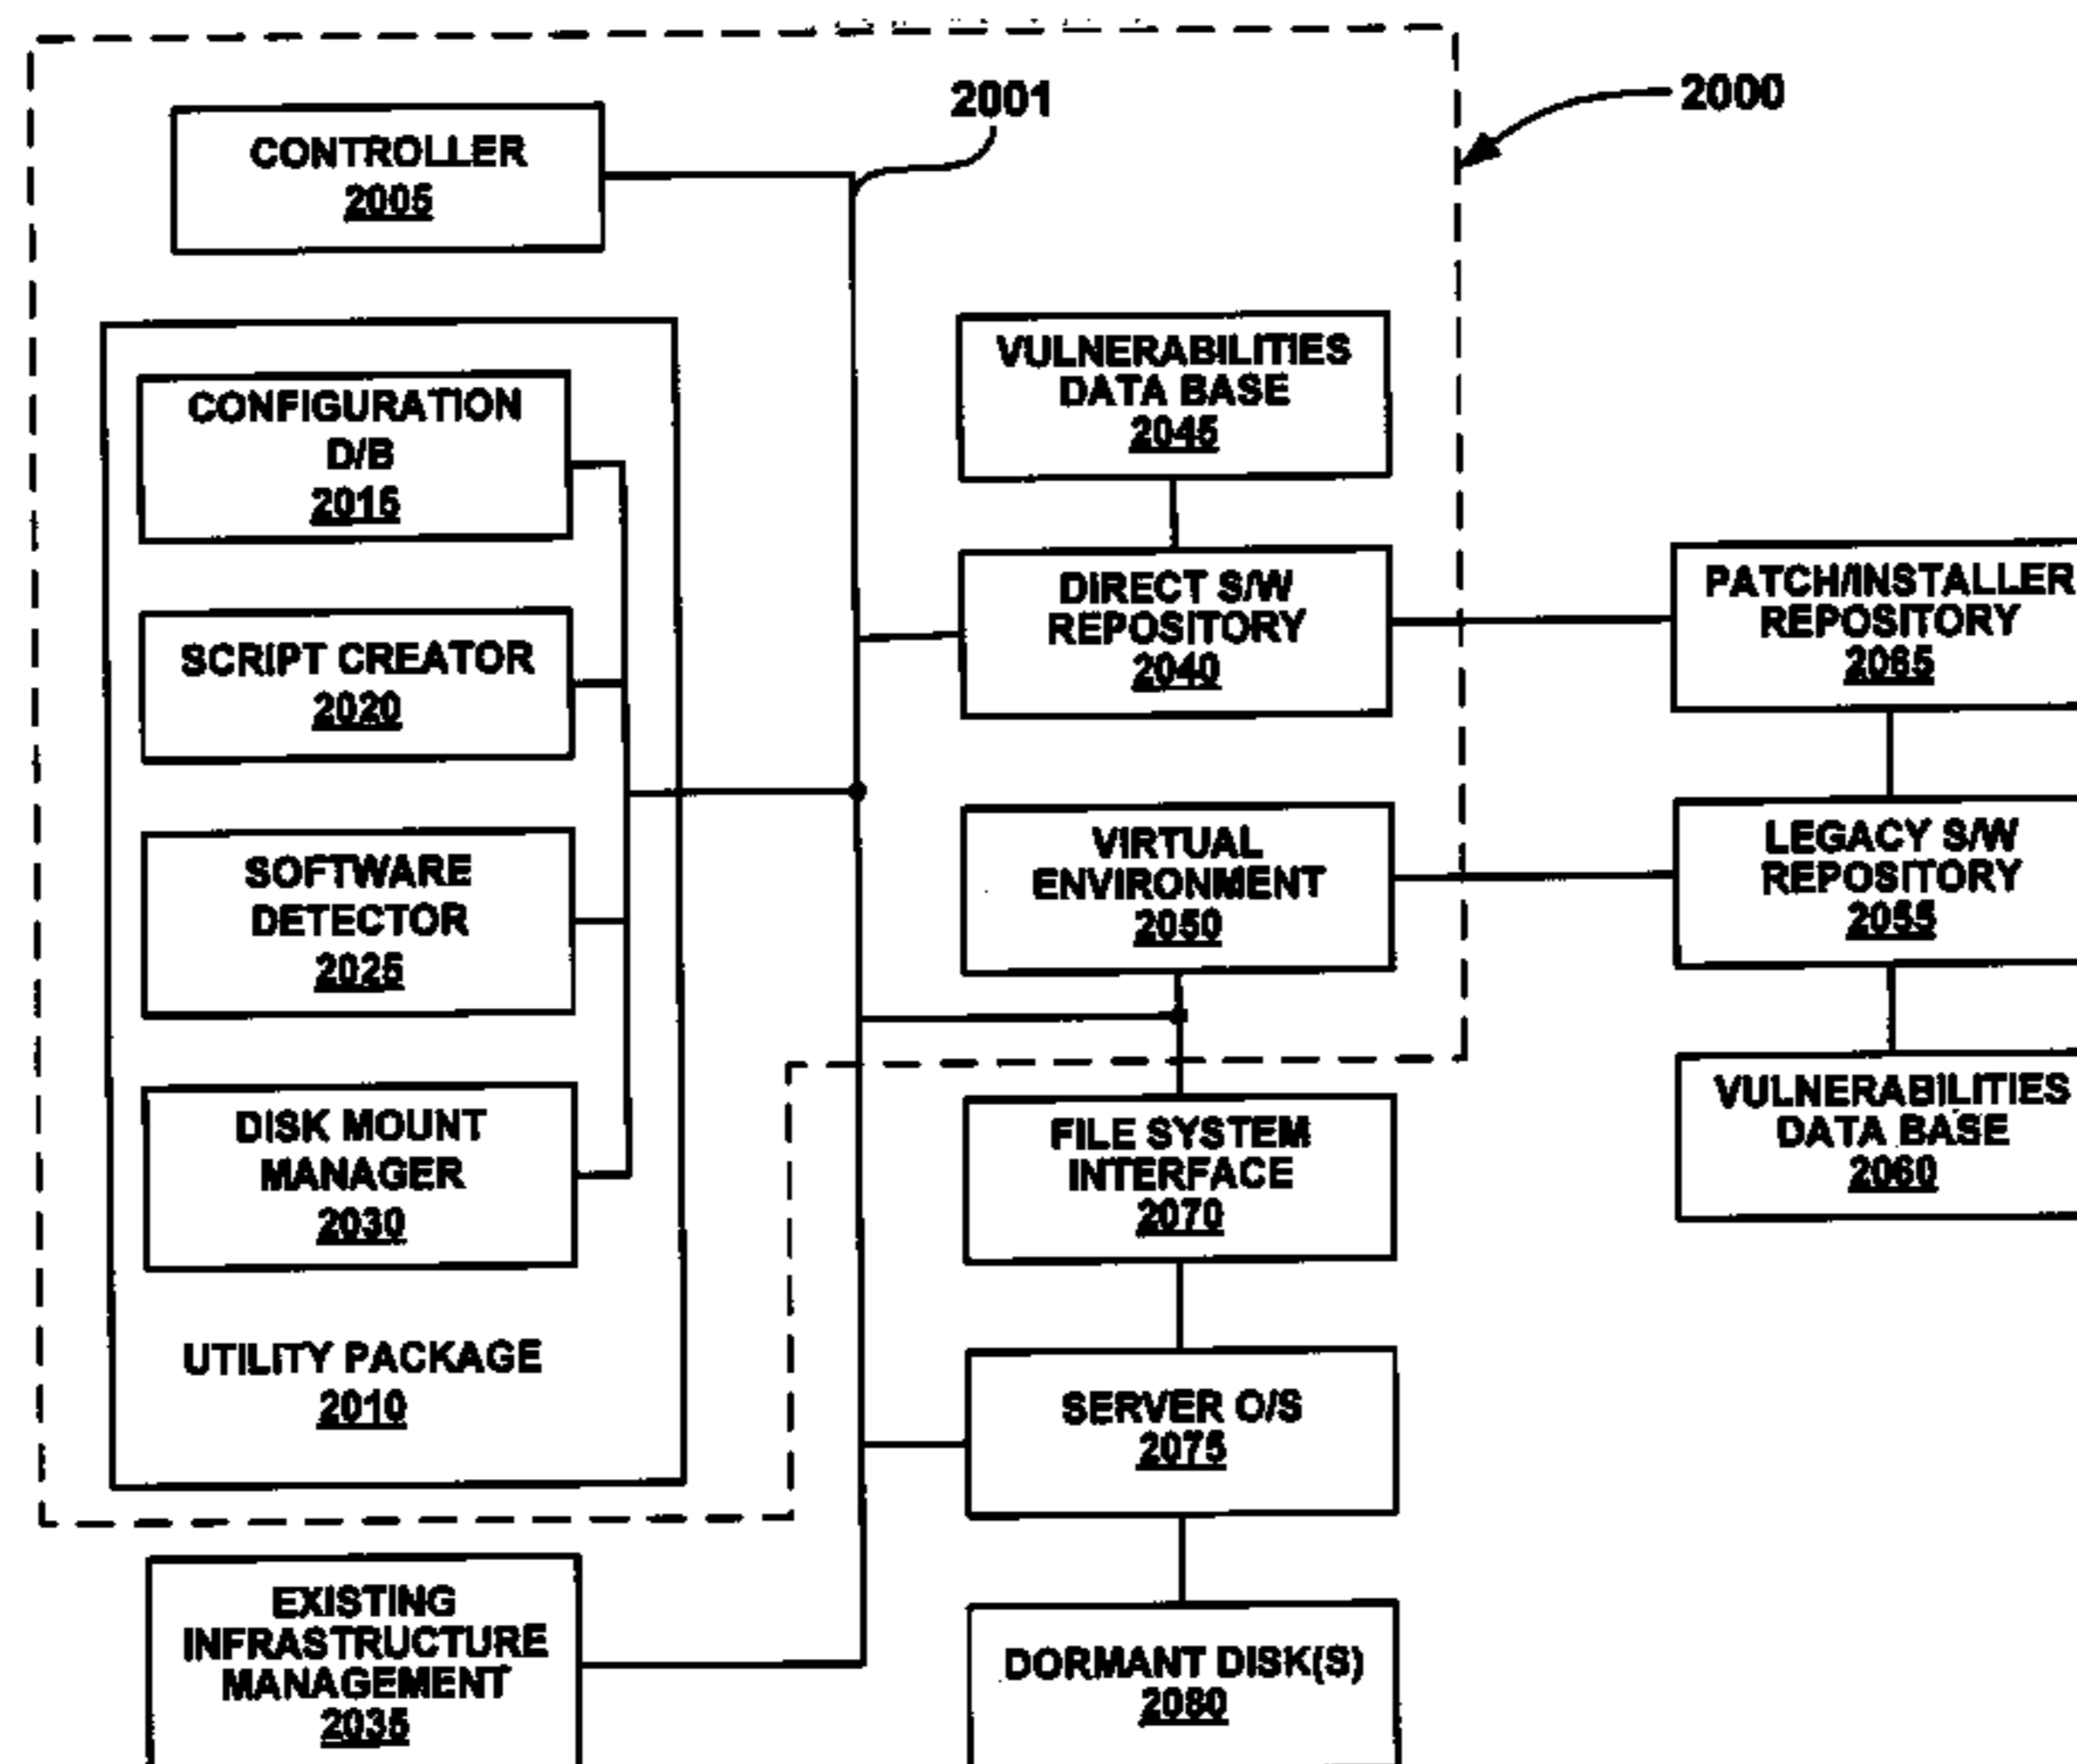 2001
2000
CONTROLLER
2005
CONFIGURATION
D/B
2015
SCRIPT CREATOR
2020
SOFTWARE
DETECTOR
2025
DISK MOUNT
MANAGER
2030
UTILITY PACKAGE
2010
EXISTING
INFRASTRUCTURE
MANAGEMENT
2035
VULNERABILITIES
DATA BASE
2045
DIRECT S/W
REPOSITORY
2040
VIRTUAL
ENVIRONMENT
2050
FILE SYSTEM
INTERFACE
2070
SERVER O/S
2075
DORMANT DISK(S)
2080
PATCH/INSTALLER
REPOSITORY
2065
LEGACY S/W
REPOSITORY
2055
VULNERABILITIES
DATA BASE
2060